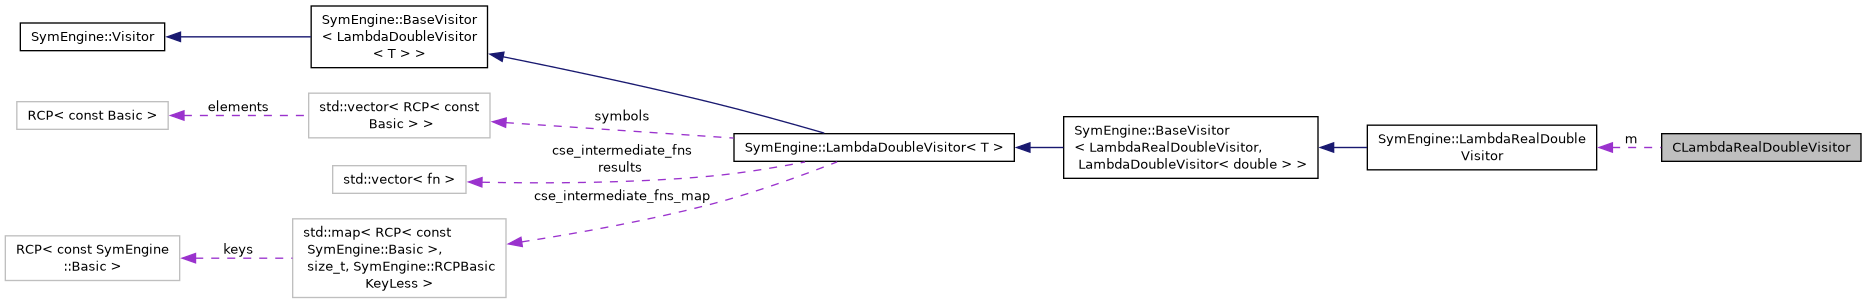 SymEngine::Visitor
SymEngine::BaseVisitor
< LambdaDoubleVisitor
< T > >
RCP< const Basic >
elements
std::vector< RCP< const
Basic > >
symbols
cse_intermediate_fns
results
std::vector< fn >
cse_intermediate_fns_map
SymEngine::LambdaDoubleVisitor< T >
SymEngine::BaseVisitor
< LambdaRealDoubleVisitor,
LambdaDoubleVisitor< double > >
SymEngine::LambdaRealDouble
Visitor
m
CLambdaRealDoubleVisitor
RCP< const SymEngine
::Basic >
keys
std::map< RCP< const
SymEngine::Basic >,
size_t, SymEngine::RCPBasic
KeyLess >